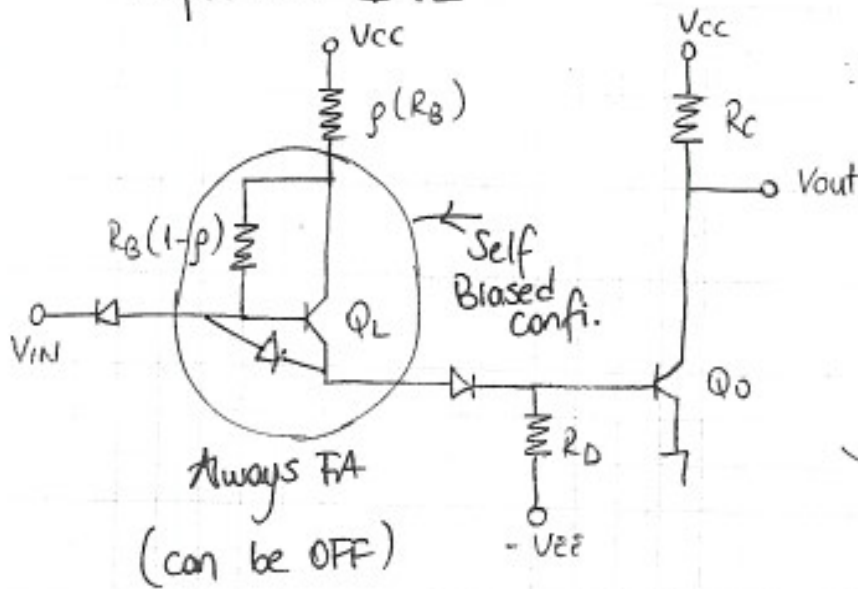 Vcc
ρ(RB)
RB(1-ρ)
VIN
QL
Self
Biased
confi.
Always FA
(can be OFF)
Vcc
RC
Vout
QO
RD
- VEE